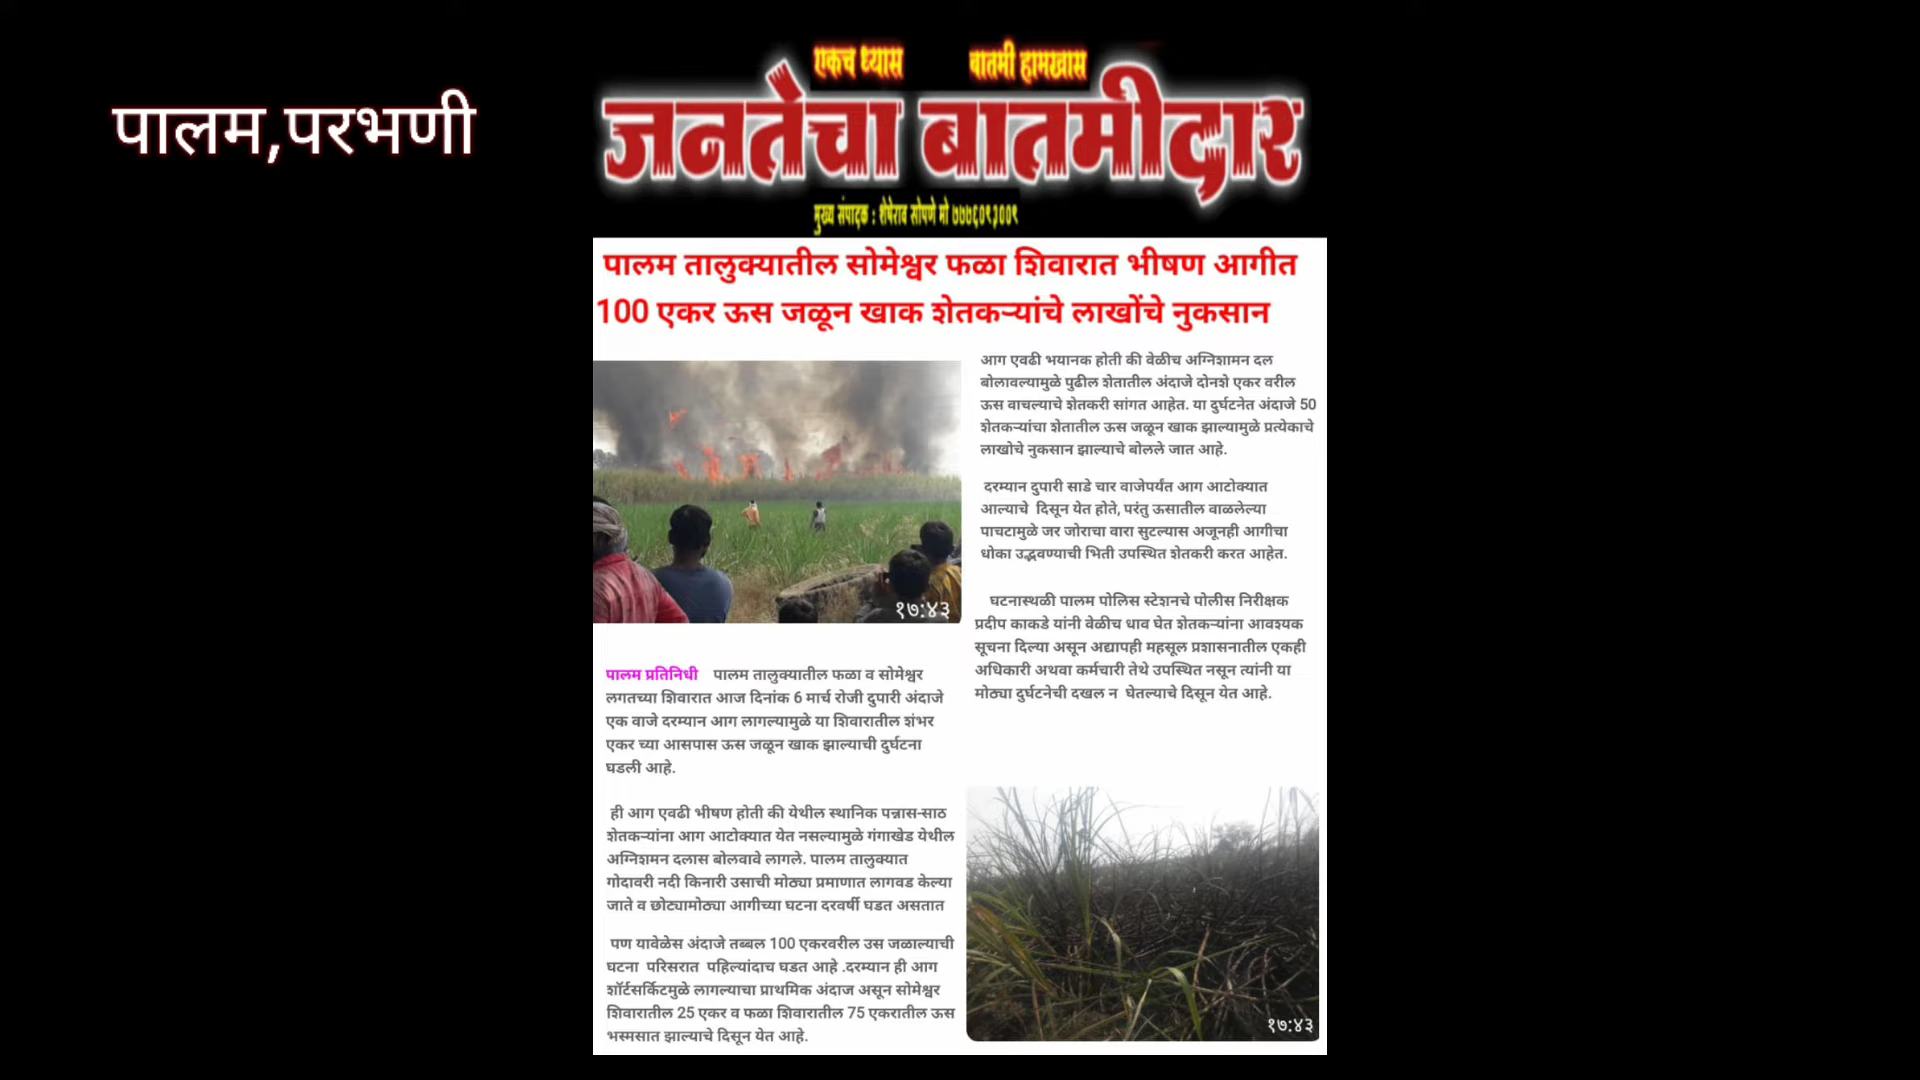 पालम,परभणी
एकच ध्यास बातमी हामखास
जनतेचा बातमीदार
मुख्य संपादक : शेषेराव सोपणे मो ७७७६०९३००९
पालम तालुक्यातील सोमेश्वर फळा शिवारात भीषण आगीत
100 एकर ऊस जळून खाक शेतकऱ्यांचे लाखोंचे नुकसान
१७:४३
पालम प्रतिनिधी पालम तालुक्यातील फळा व सोमेश्वर
लगतच्या शिवारात आज दिनांक 6 मार्च रोजी दुपारी अंदाजे
एक वाजे दरम्यान आग लागल्यामुळे या शिवारातील शंभर
एकर च्या आसपास ऊस जळून खाक झाल्याची दुर्घटना
घडली आहे.
ही आग एवढी भीषण होती की येथील स्थानिक पन्नास-साठ
शेतकऱ्यांना आग आटोक्यात येत नसल्यामुळे गंगाखेड येथील
अग्निशमन दलास बोलवावे लागले. पालम तालुक्यात
गोदावरी नदी किनारी उसाची मोठ्या प्रमाणात लागवड केल्या
जाते व छोट्यामोठ्या आगीच्या घटना दरवर्षी घडत असतात
पण यावेळेस अंदाजे तब्बल 100 एकरवरील उस जळाल्याची
घटना परिसरात पहिल्यांदाच घडत आहे .दरम्यान ही आग
शॉर्टसर्किटमुळे लागल्याचा प्राथमिक अंदाज असून सोमेश्वर
शिवारातील 25 एकर व फळा शिवारातील 75 एकरातील ऊस
भस्मसात झाल्याचे दिसून येत आहे.
आग एवढी भयानक होती की वेळीच अग्निशामन दल
बोलावल्यामुळे पुढील शेतातील अंदाजे दोनशे एकर वरील
ऊस वाचल्याचे शेतकरी सांगत आहेत. या दुर्घटनेत अंदाजे 50
शेतकऱ्यांचा शेतातील ऊस जळून खाक झाल्यामुळे प्रत्येकाचे
लाखोचे नुकसान झाल्याचे बोलले जात आहे.
दरम्यान दुपारी साडे चार वाजेपर्यंत आग आटोक्यात
आल्याचे दिसून येत होते, परंतु ऊसातील वाळलेल्या
पाचटामुळे जर जोराचा वारा सुटल्यास अजूनही आगीचा
धोका उद्भवण्याची भिती उपस्थित शेतकरी करत आहेत.
घटनास्थळी पालम पोलिस स्टेशनचे पोलीस निरीक्षक
प्रदीप काकडे यांनी वेळीच धाव घेत शेतकऱ्यांना आवश्यक
सूचना दिल्या असून अद्यापही महसूल प्रशासनातील एकही
अधिकारी अथवा कर्मचारी तेथे उपस्थित नसून त्यांनी या
मोठ्या दुर्घटनेची दखल न घेतल्याचे दिसून येत आहे.
१७:४३